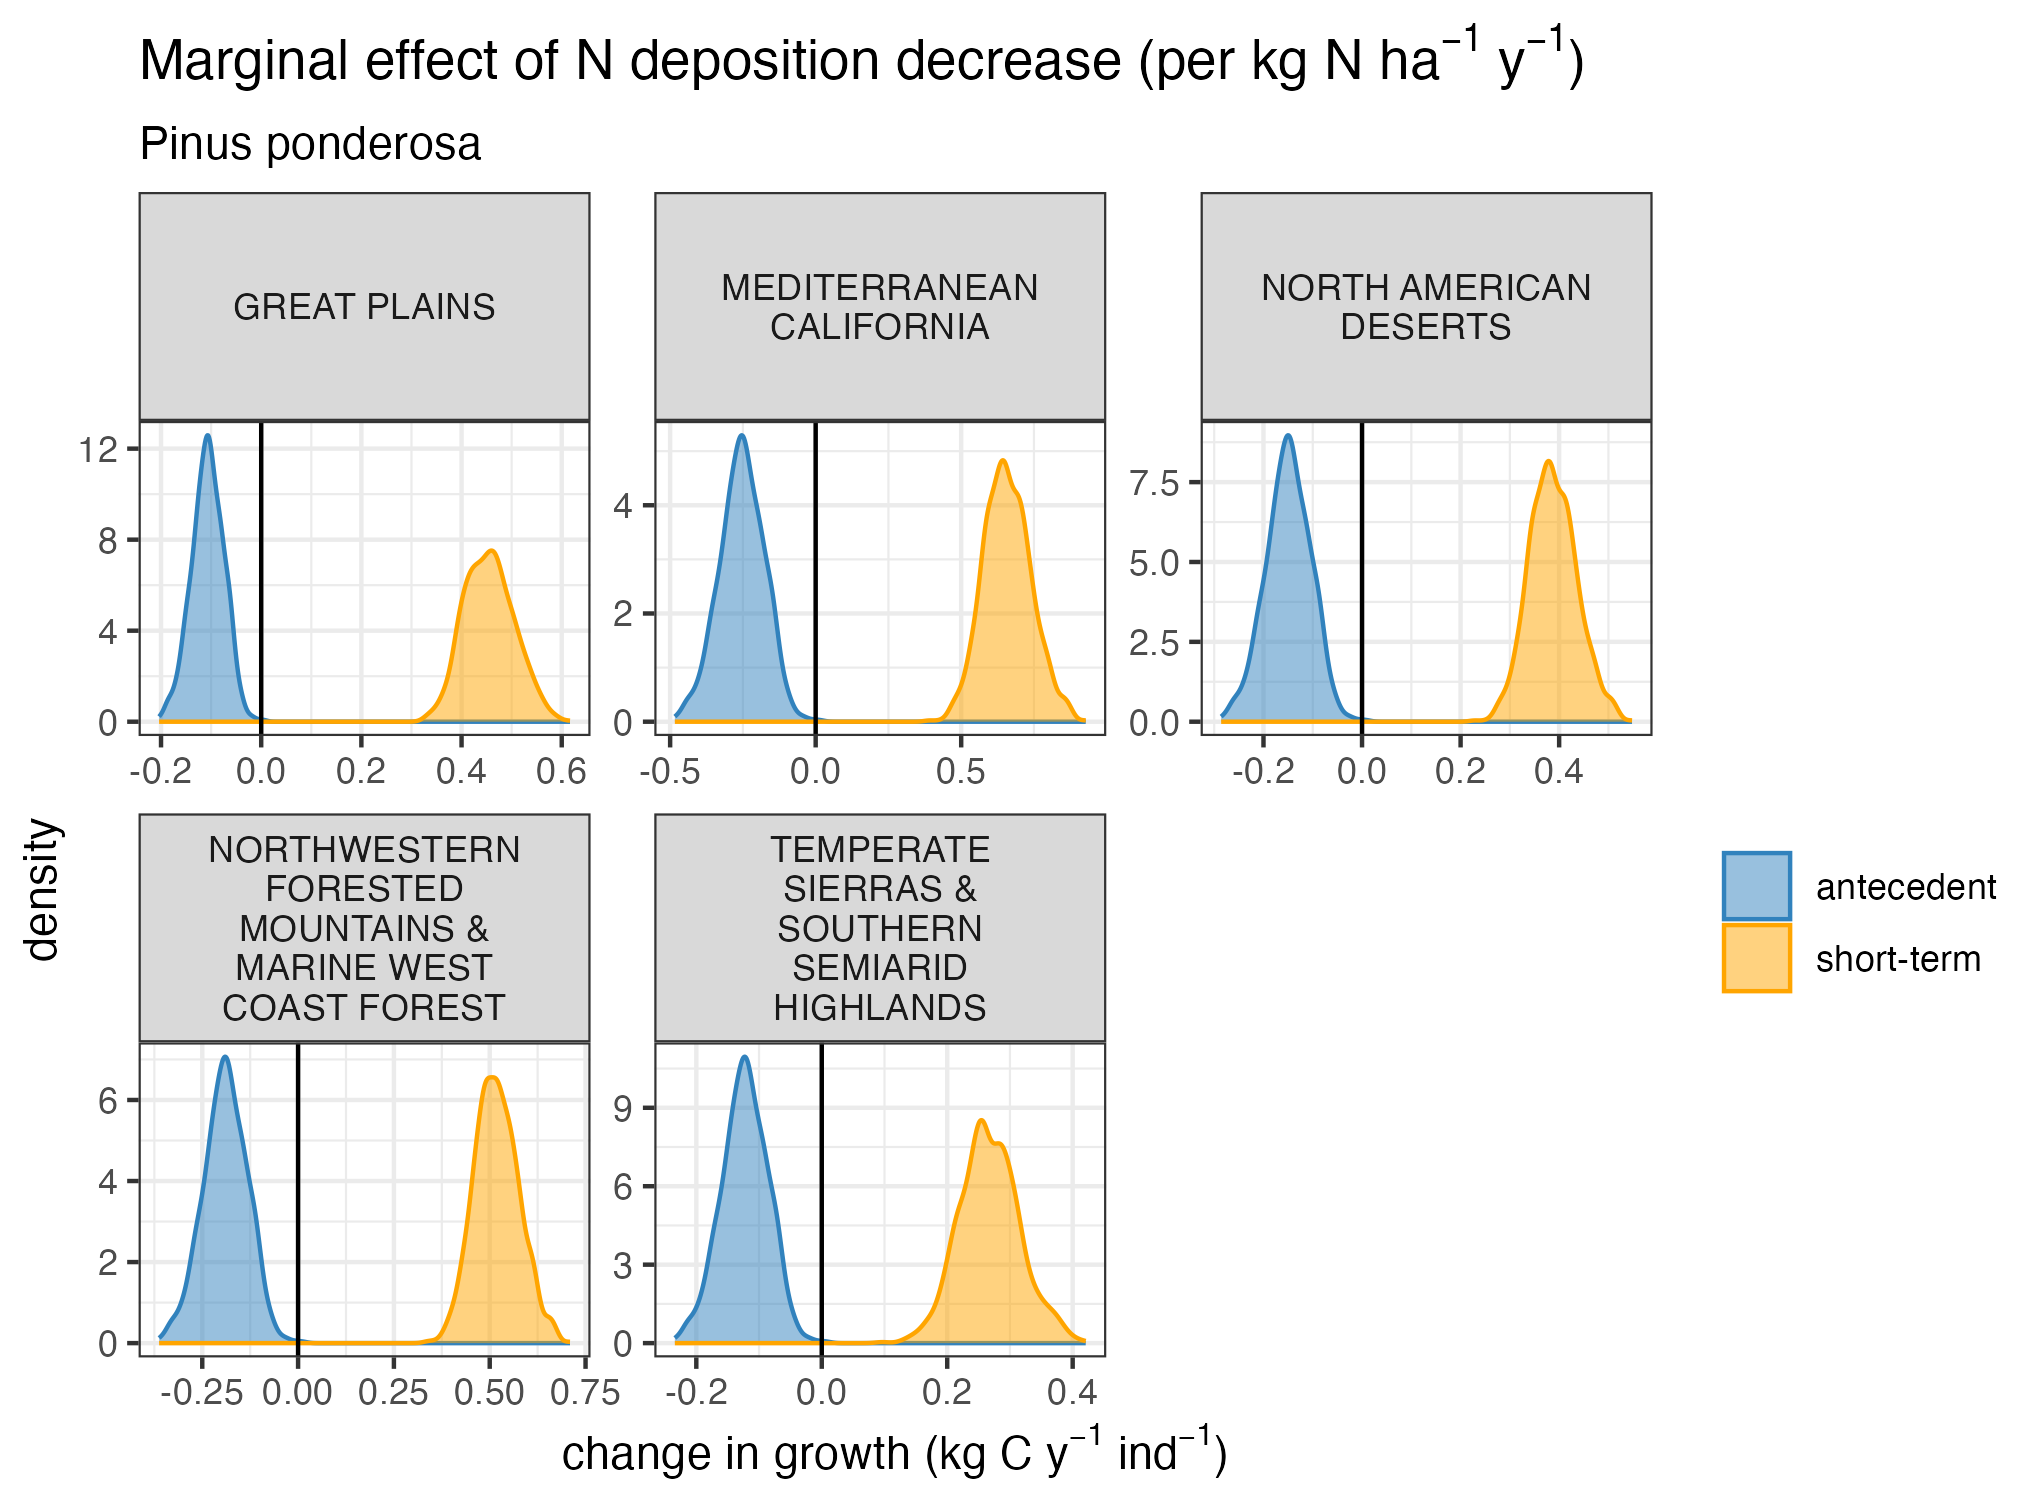 Marginal effect of N deposition decrease (per kg N ha⁻¹ y⁻¹)
Pinus ponderosa
GREAT PLAINS
MEDITERRANEAN
CALIFORNIA
NORTH AMERICAN
DESERTS
12
8
4
0
-0.2 0.0 0.2 0.4 0.6
4
2
0
-0.5 0.0 0.5
7.5
5.0
2.5
0.0
-0.2 0.0 0.2 0.4
NORTHWESTERN
FORESTED
MOUNTAINS &
MARINE WEST
COAST FOREST
TEMPERATE
SIERRAS &
SOUTHERN
SEMIARID
HIGHLANDS
6
4
2
0
-0.25 0.00 0.25 0.50 0.75
9
6
3
0
-0.2 0.0 0.2 0.4
density
change in growth (kg C y⁻¹ ind⁻¹)
antecedent
short-term